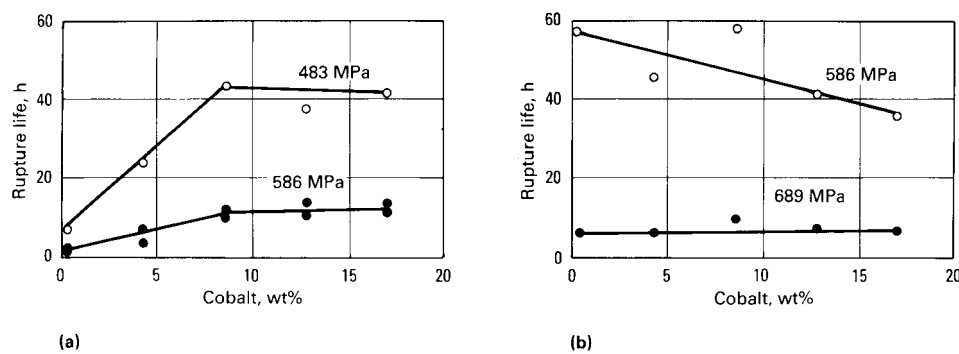 60
40
20
0
Rupture life, h
483 MPa
586 MPa
0 5 10 15 20
Cobalt, wt%
(a)
60
40
20
0
Rupture life, h
586 MPa
689 MPa
0 5 10 15 20
Cobalt, wt%
(b)